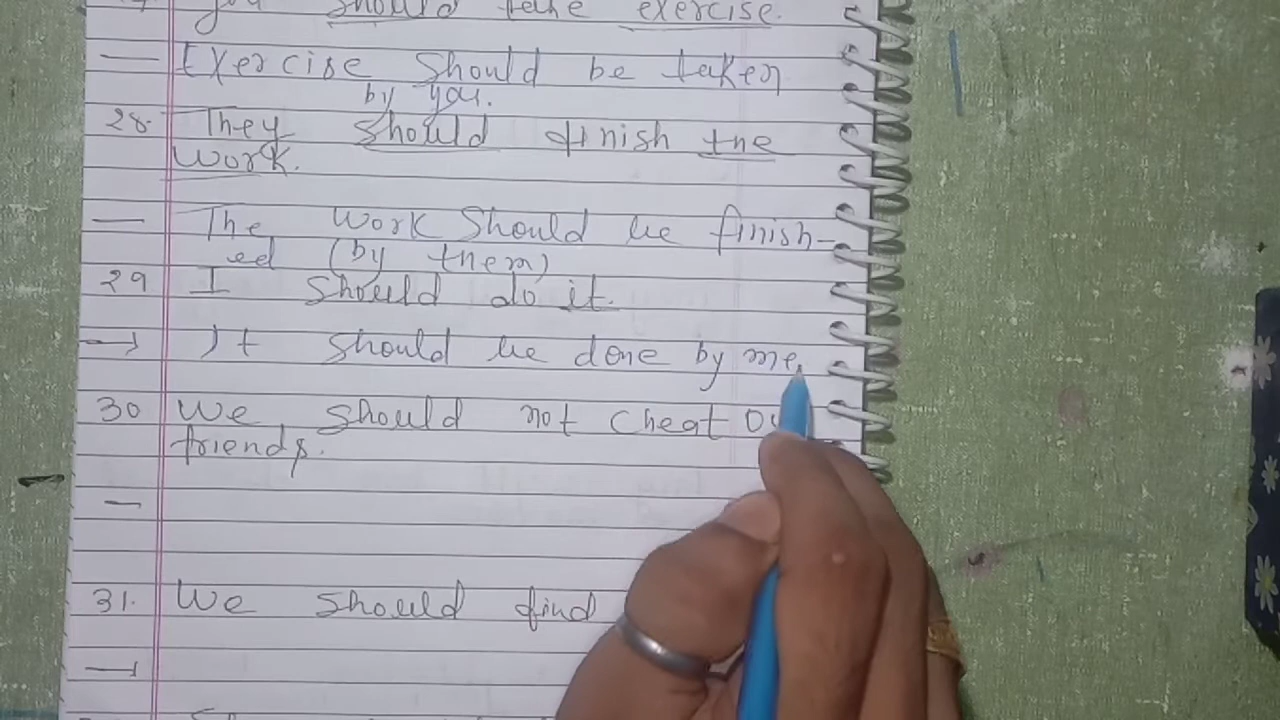 you should take exercise.
— Exercise should be taken
by you.
28. They should finish the
work.
— The work should be finish-
ed (by them)
29 I should do it.
→ It should be done by me.
30 We should not cheat
friends.
—
31. We should find
→